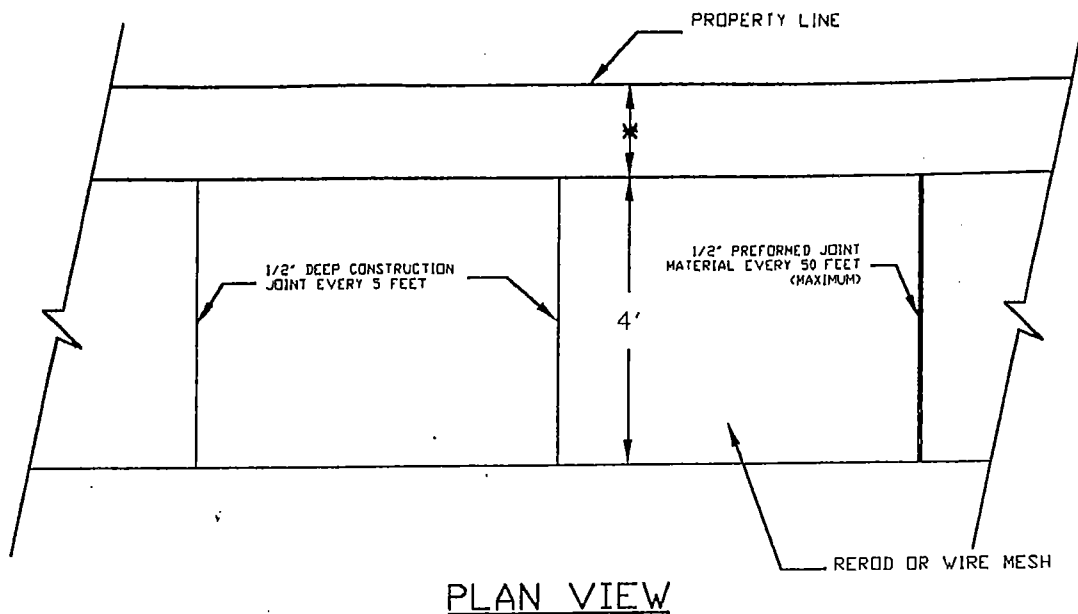 PROPERTY LINE
1/2" DEEP CONSTRUCTION
JOINT EVERY 5 FEET
1/2" PREFORMED JOINT
MATERIAL EVERY 50 FEET
(MAXIMUM)
4'
REROD OR WIRE MESH
PLAN VIEW